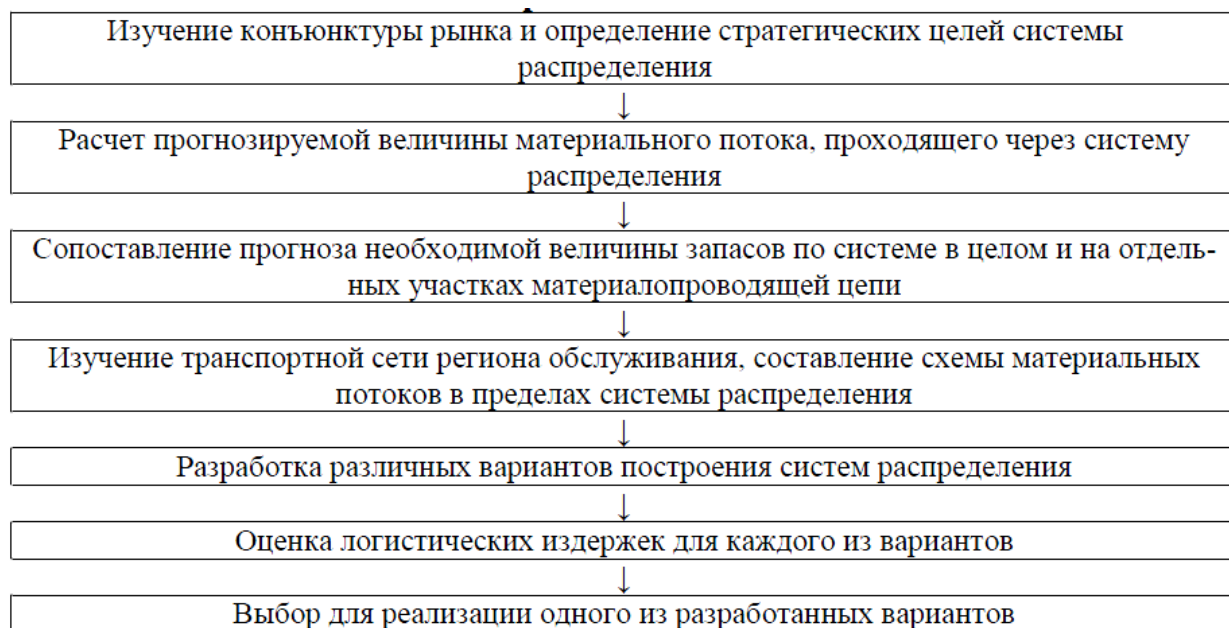 Изучение конъюнктуры рынка и определение стратегических целей системы
распределения
↓
Расчет прогнозируемой величины материального потока, проходящего через систему
распределения
↓
Сопоставление прогноза необходимой величины запасов по системе в целом и на отдель-
ных участках материалопроводящей цепи
↓
Изучение транспортной сети региона обслуживания, составление схемы материальных
потоков в пределах системы распределения
↓
Разработка различных вариантов построения систем распределения
↓
Оценка логистических издержек для каждого из вариантов
↓
Выбор для реализации одного из разработанных вариантов